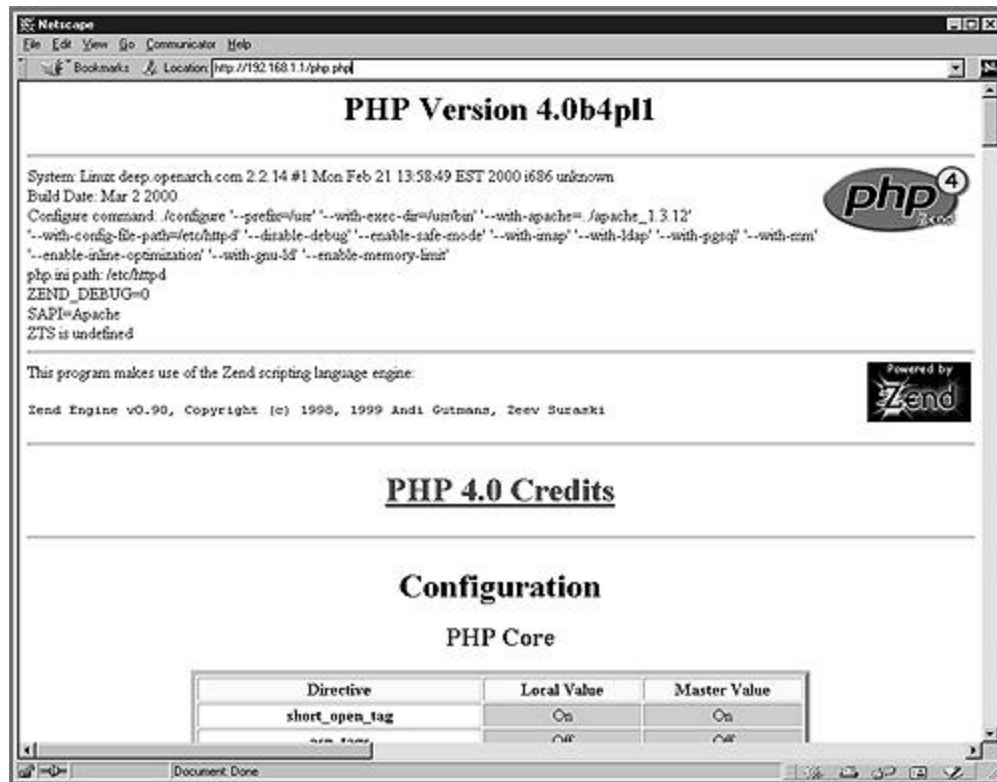 Netscape
File Edit View Go Communicator Help
Bookmarks Location: http://192.168.1.1/php.php
PHP Version 4.0b4pl1
System: Linux deep.openarch.com 2.2.14 #1 Mon Feb 21 13:58:49 EST 2000 i686 unknown
Build Date: Mar 2 2000
Configure command: ./configure '--prefix=/usr' '--with-exec-dir=/usr/bin' '--with-apache=../apache_1.3.12'
'--with-config-file-path=/etc/httpd' '--disable-debug' '--enable-safe-mode' '--with-imap' '--with-ldap' '--with-pgsql' '--with-mm'
'--enable-inline-optimization' '--with-gnu-ld' '--enable-memory-limit'
php.ini path: /etc/httpd
ZEND_DEBUG=0
SAPI=Apache
ZTS is undefined
php 4
Zend
This program makes use of the Zend scripting language engine:
Zend Engine v0.90, Copyright (c) 1998, 1999 Andi Gutmans, Zeev Suraski
Powered by
Zend
PHP 4.0 Credits
Configuration
PHP Core
Directive Local Value Master Value
short_open_tag On On
asp_tags Off Off
Document: Done